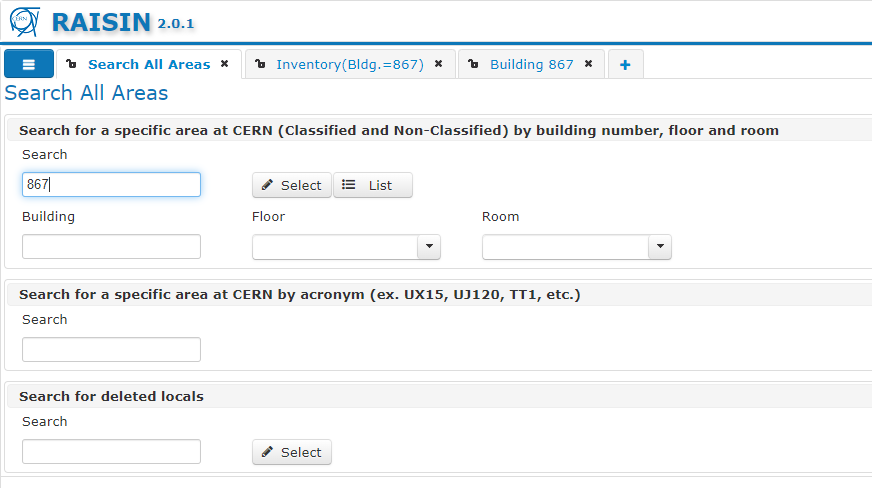 CERN RAISIN 2.0.1
Search All Areas Inventory(Bldg.=867) Building 867
Search All Areas
Search for a specific area at CERN (Classified and Non-Classified) by building number, floor and room
Search
867 Select List
Building Floor Room
Search for a specific area at CERN by acronym (ex. UX15, UJ120, TT1, etc.)
Search
Search for deleted locals
Search
Select